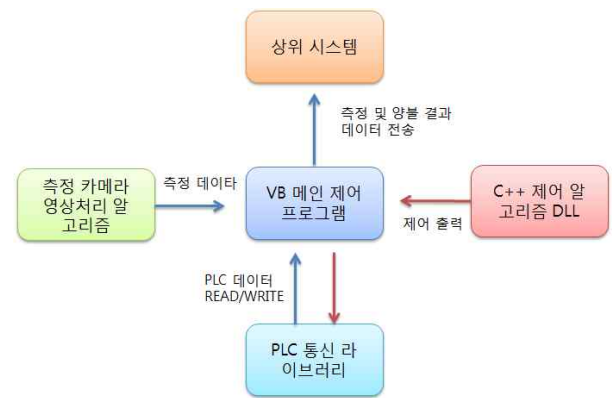 상위 시스템
측정 및 양불 결과
데이터 전송
측정 카메라
영상처리 알
고리즘
측정 데이타
VB 메인 제어
프로그램
C++ 제어 알
고리즘 DLL
제어 출력
PLC 데이터
READ/WRITE
PLC 통신 라
이브러리